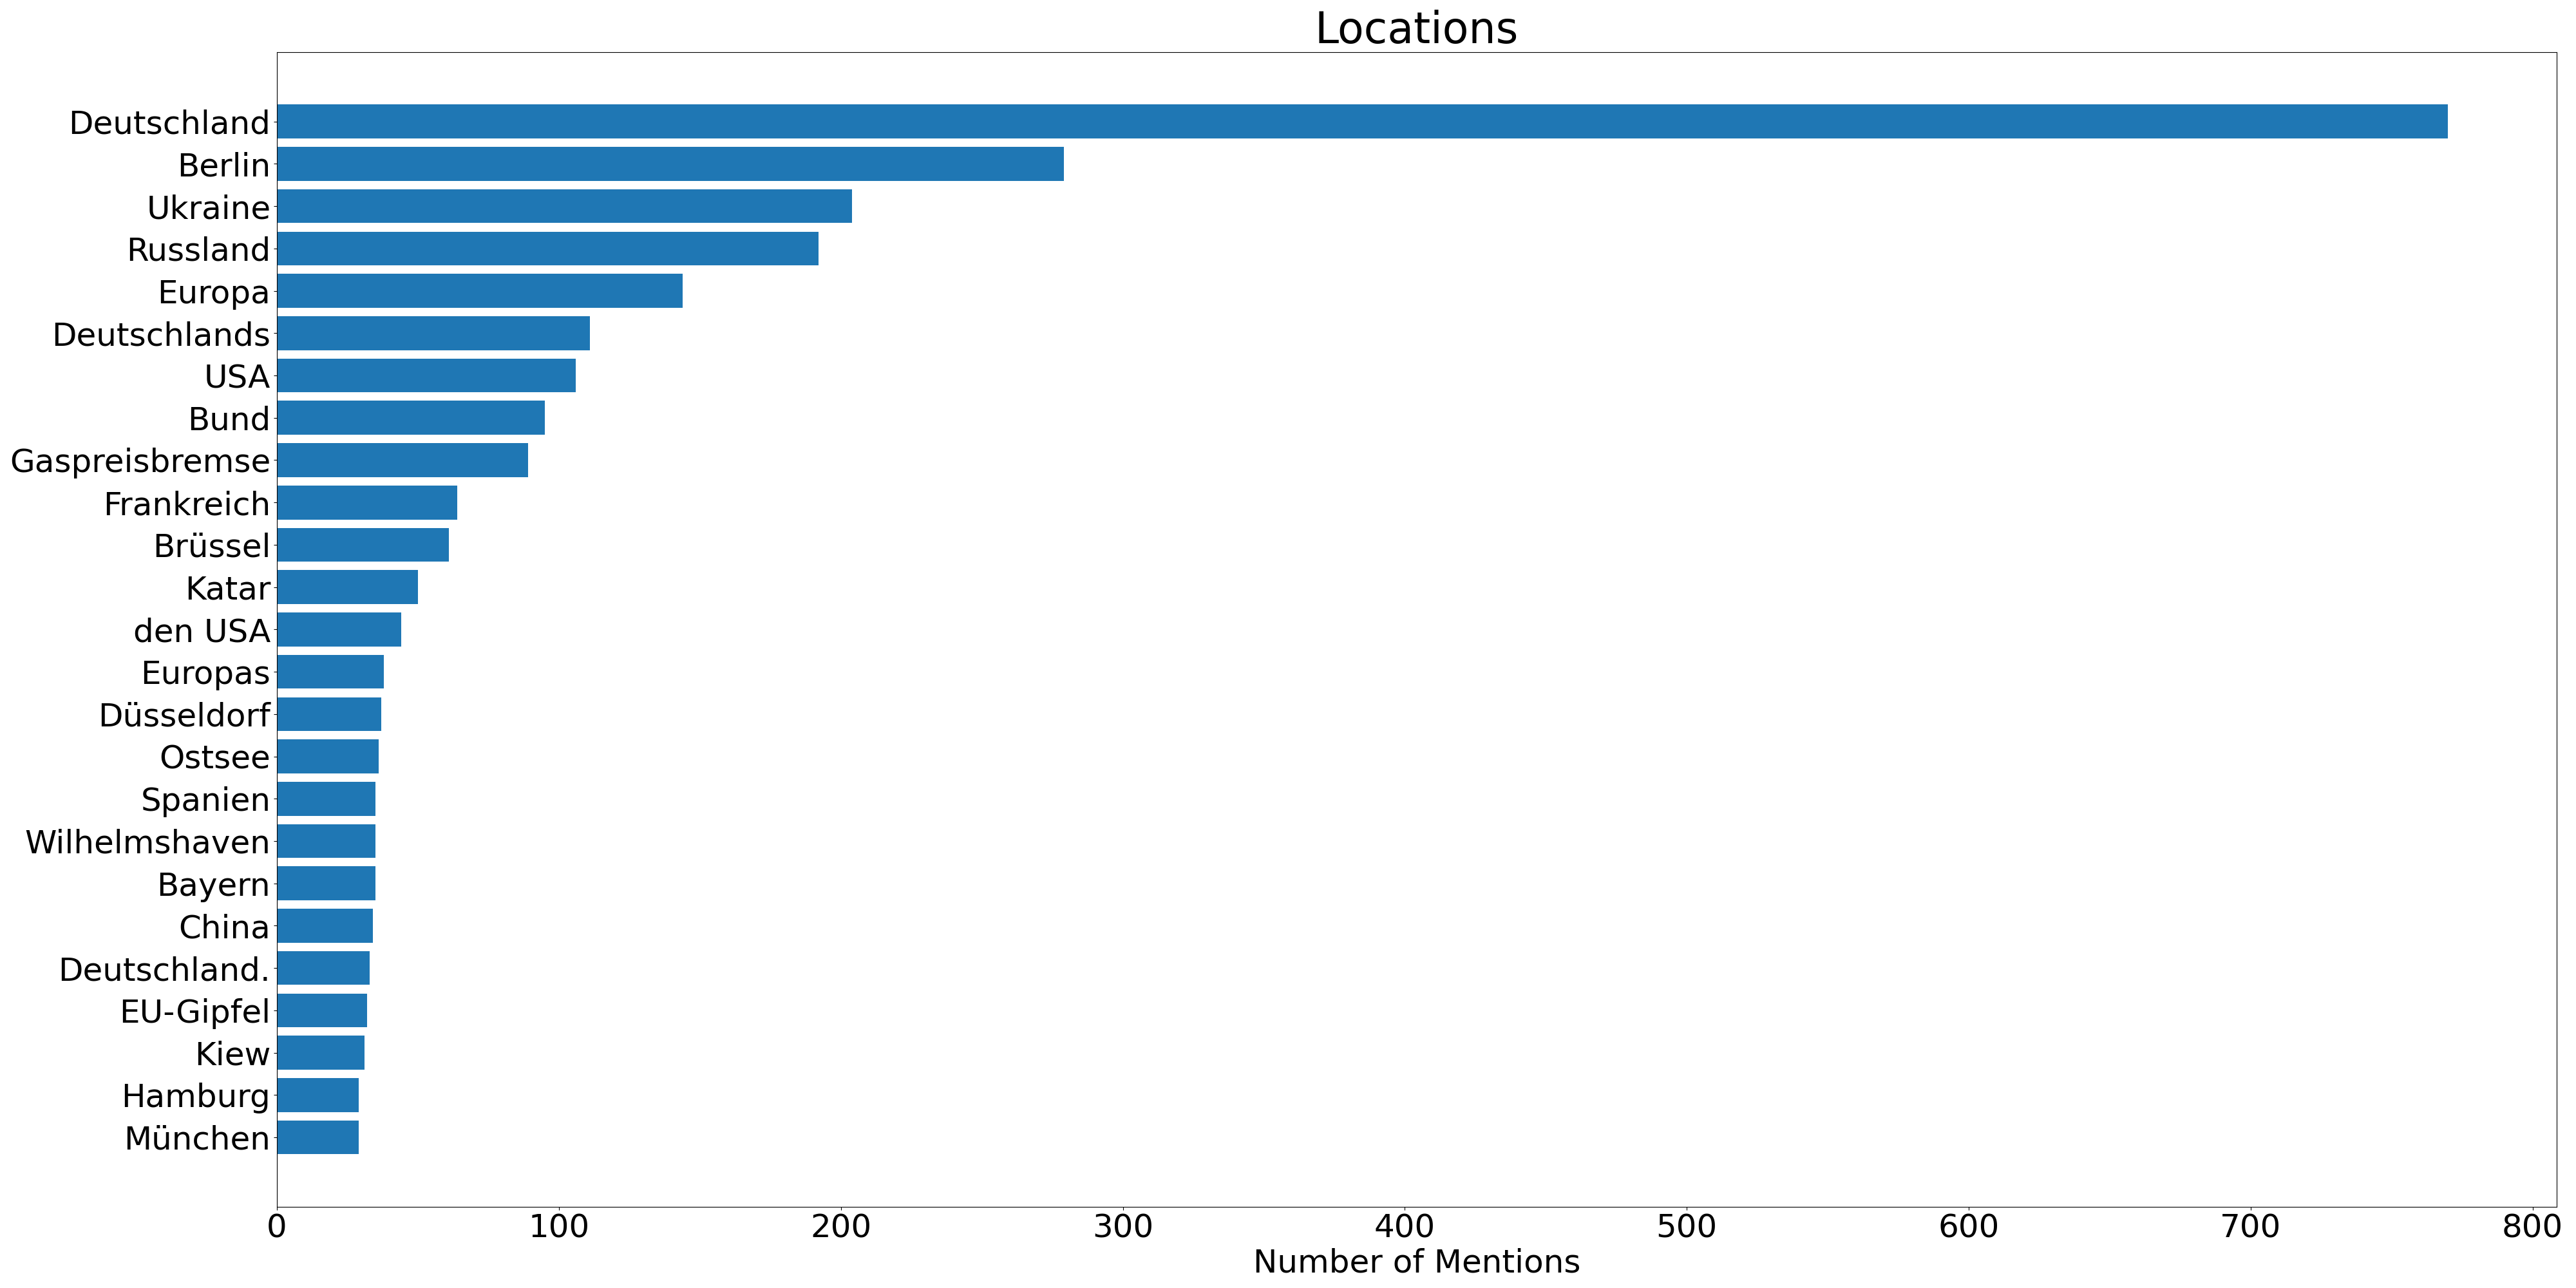 Locations
Deutschland
Berlin
Ukraine
Russland
Europa
Deutschlands
USA
Bund
Gaspreisbremse
Frankreich
Brüssel
Katar
den USA
Europas
Düsseldorf
Ostsee
Spanien
Wilhelmshaven
Bayern
China
Deutschland.
EU-Gipfel
Kiew
Hamburg
München
0 100 200 300 400 500 600 700 800
Number of Mentions